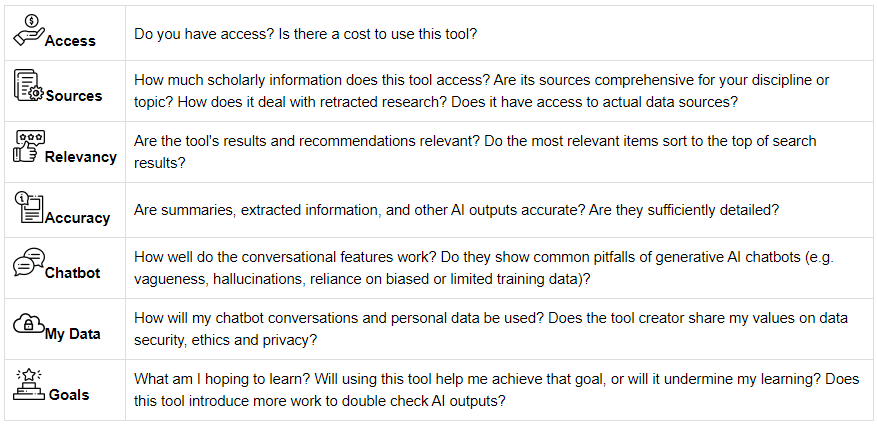 Access
Do you have access? Is there a cost to use this tool?
Sources
How much scholarly information does this tool access? Are its sources comprehensive for your discipline or
topic? How does it deal with retracted research? Does it have access to actual data sources?
Relevancy
Are the tool's results and recommendations relevant? Do the most relevant items sort to the top of search
results?
Accuracy
Are summaries, extracted information, and other AI outputs accurate? Are they sufficiently detailed?
Chatbot
How well do the conversational features work? Do they show common pitfalls of generative AI chatbots (e.g.
vagueness, hallucinations, reliance on biased or limited training data)?
My Data
How will my chatbot conversations and personal data be used? Does the tool creator share my values on data
security, ethics and privacy?
Goals
What am I hoping to learn? Will using this tool help me achieve that goal, or will it undermine my learning? Does
this tool introduce more work to double check AI outputs?